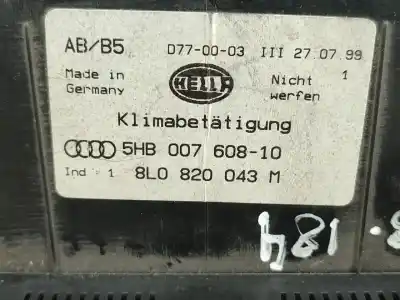 AB/B5 D77-00-03 III 27.07.99
Made in Germany HELLA Nicht werfen 1
Klimabetätigung
5HB 007 608-10
Ind 1 8L0 820 043 M